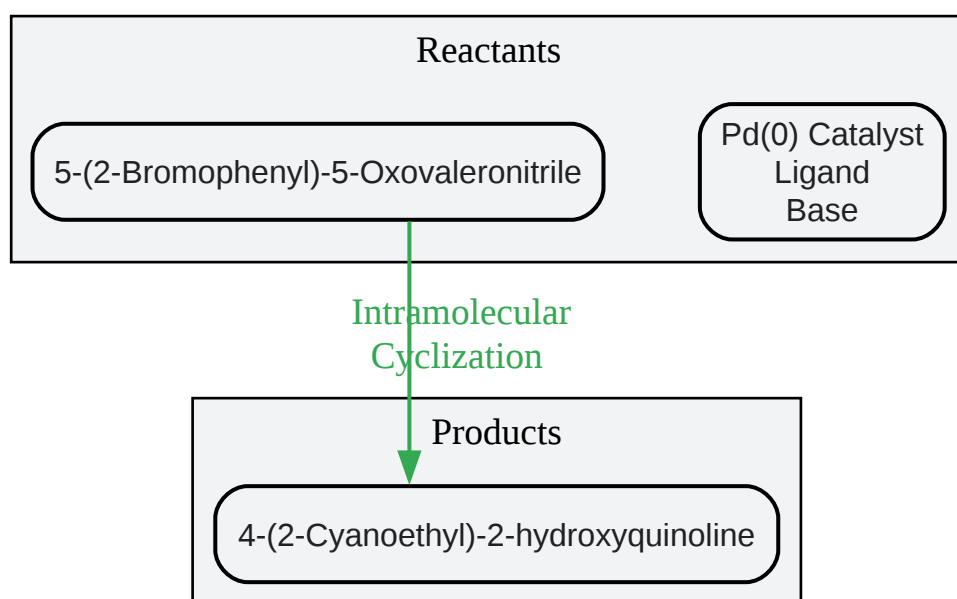 Reactants
5-(2-Bromophenyl)-5-Oxovaleronitrile
Pd(0) Catalyst
Ligand
Base
Intramolecular
Cyclization
Products
4-(2-Cyanoethyl)-2-hydroxyquinoline